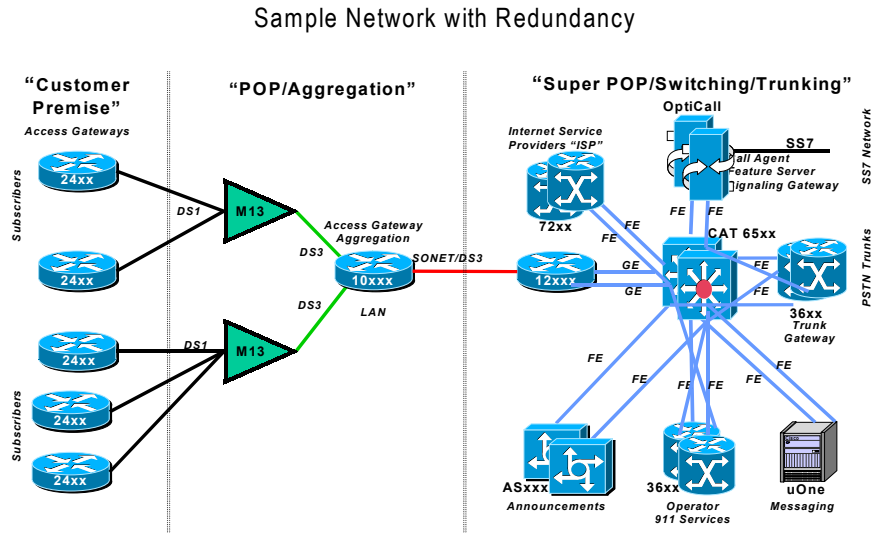 Sample Network with Redundancy
“Customer
Premise”
“POP/Aggregation”
“Super POP/Switching/Trunking”
Access Gateways
Subscribers
24xx
24xx
DS1
M13
DS3
Access Gateway
Aggregation
10xxx
LAN
SONET/DS3
DS3
24xx
DS1
M13
24xx
24xx
Subscribers
OptiCall
Internet Service
Providers “ISP”
72xx
SS7
SS7 Network
all Agent
eature Server
ignaling Gateway
FE
FE
FE
FE
CAT 65xx
12xxx
GE
GE
FE
FE
36xx
Trunk
Gateway
PSTN Trunks
FE
FE
FE
FE
FE
FE
ASxxx
Announcements
36xx
Operator
911 Services
uOne
Messaging